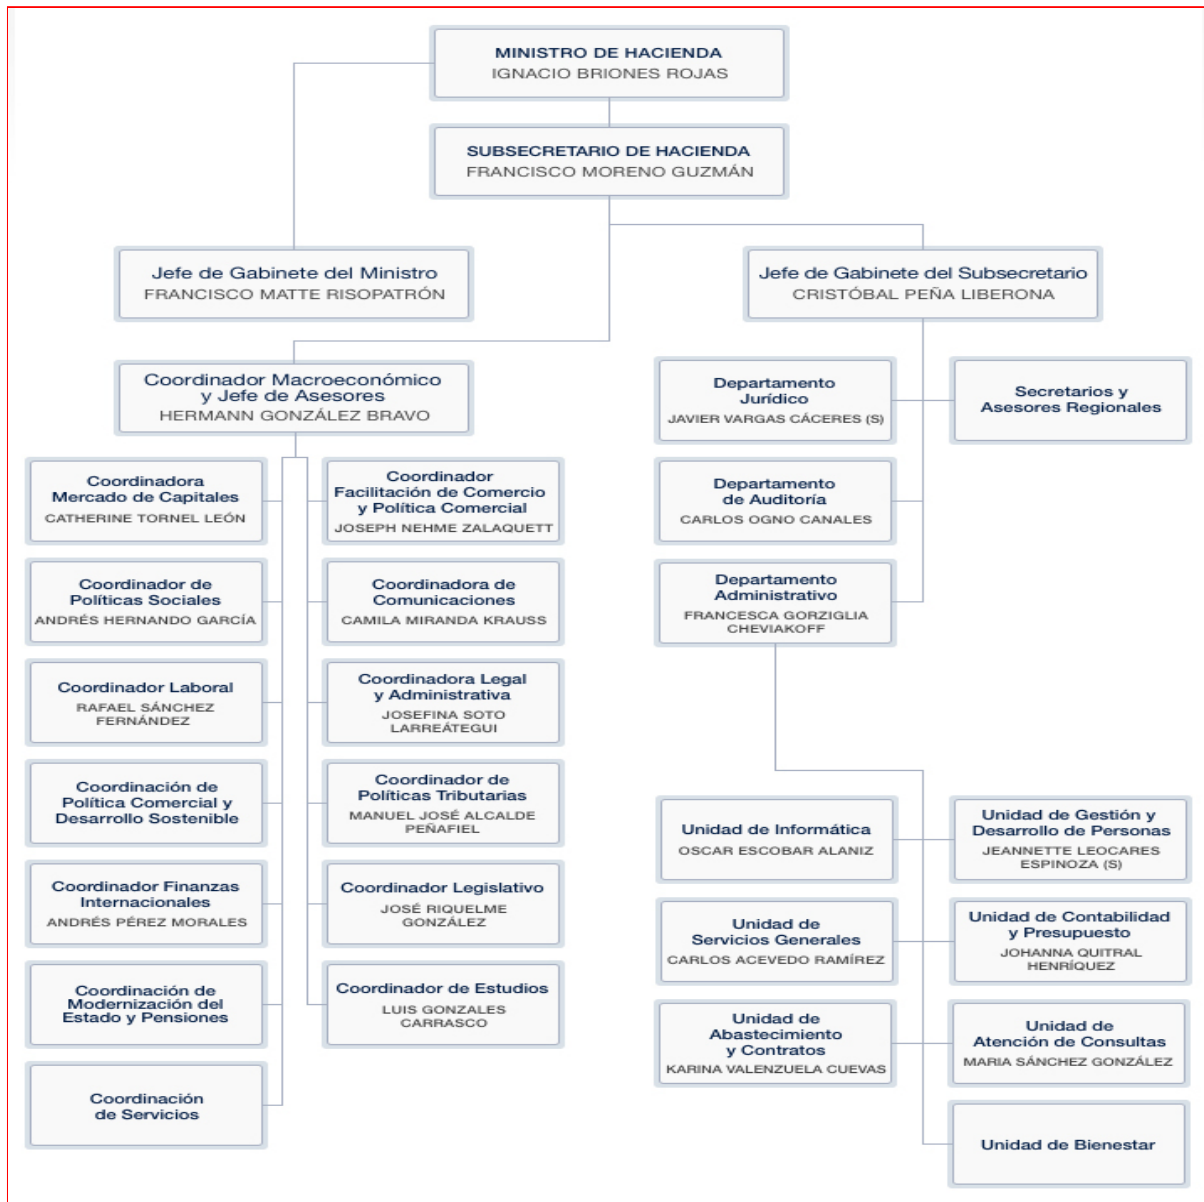 MINISTRO DE HACIENDA
IGNACIO BRIONES ROJAS
SUBSECRETARIO DE HACIENDA
FRANCISCO MORENO GUZMÁN
Jefe de Gabinete del Ministro
FRANCISCO MATTE RISOPATRÓN
Jefe de Gabinete del Subsecretario
CRISTÓBAL PEÑA LIBERONA
Coordinador Macroeconómico
y Jefe de Asesores
HERMANN GONZÁLEZ BRAVO
Coordinadora
Mercado de Capitales
CATHERINE TORNEL LEÓN
Coordinador
Facilitación de Comercio
y Política Comercial
JOSEPH NEHME ZALAQUETT
Coordinador de
Políticas Sociales
ANDRÉS HERNANDO GARCÍA
Coordinadora de
Comunicaciones
CAMILA MIRANDA KRAUSS
Coordinador Laboral
RAFAEL SÁNCHEZ
FERNÁNDEZ
Coordinadora Legal
y Administrativa
JOSEFINA SOTO
LARREÁTEGUI
Coordinación de
Política Comercial y
Desarrollo Sostenible
Coordinador de
Políticas Tributarias
MANUEL JOSÉ ALCALDE
PEÑAFIEL
Coordinador Finanzas
Internacionales
ANDRÉS PÉREZ MORALES
Coordinador Legislativo
JOSÉ RIQUELME
GONZÁLEZ
Coordinación de
Modernización del
Estado y Pensiones
Coordinador de Estudios
LUIS GONZALES
CARRASCO
Coordinación
de Servicios
Departamento
Jurídico
JAVIER VARGAS CÁCERES (S)
Secretarios y
Asesores Regionales
Departamento
de Auditoría
CARLOS OGNO CANALES
Departamento
Administrativo
FRANCESCA GORZIGLIA
CHEVIAKOFF
Unidad de Informática
OSCAR ESCOBAR ALANIZ
Unidad de Gestión y
Desarrollo de Personas
JEANNETTE LEOCARES
ESPINOZA (S)
Unidad de
Servicios Generales
CARLOS ACEVEDO RAMÍREZ
Unidad de Contabilidad
y Presupuesto
JOHANNA QUITRAL
HENRÍQUEZ
Unidad de
Abastecimiento
y Contratos
KARINA VALENZUELA CUEVAS
Unidad de
Atención de Consultas
MARIA SÁNCHEZ GONZÁLEZ
Unidad de Bienestar